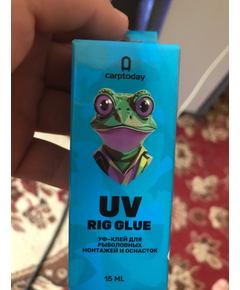 carptoday
UV
RIG GLUE
УФ-КЛЕЙ ДЛЯ
РЫБОЛОВНЫХ
МОНТАЖЕЙ И ОСНАСТОК
15 ML